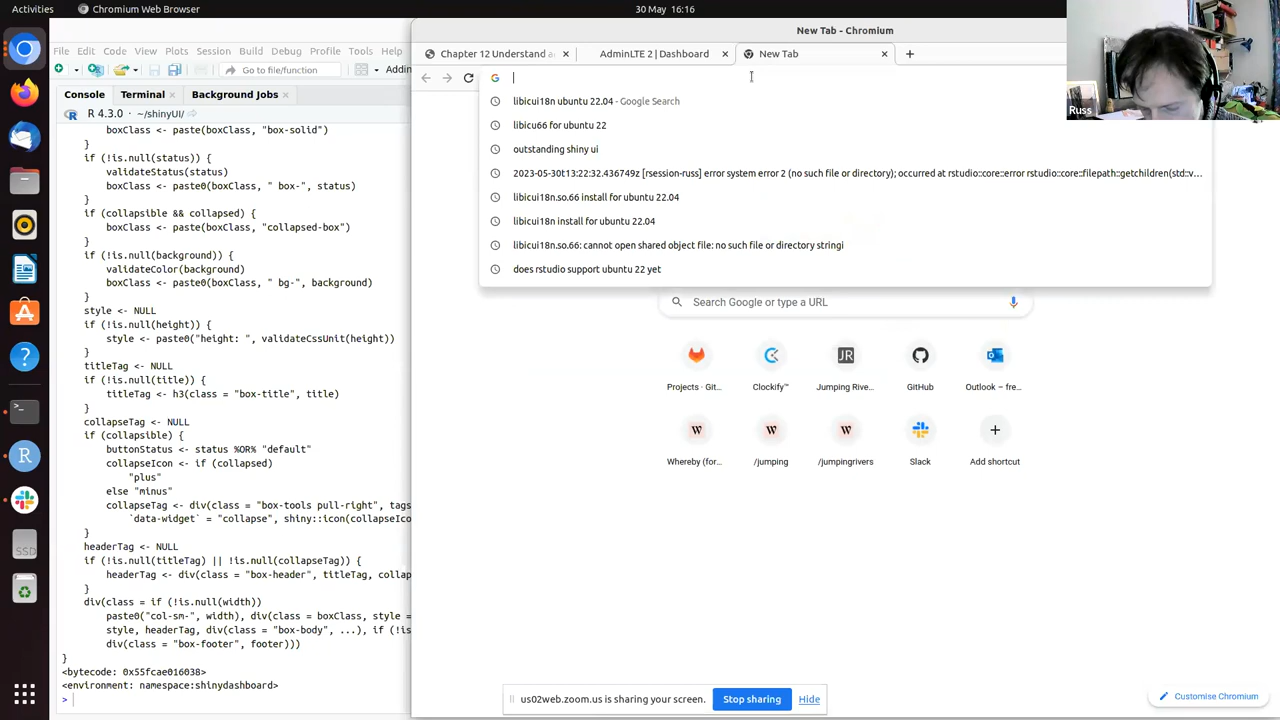 Activities
Chromium Web Browser
30 May 16:16
New Tab - Chromium
File Edit Code View Plots Session Build Debug Profile Tools Help
Go to file/function
Addin
Console Terminal Background Jobs
R 4.3.0 · ~/shinyUI/
boxClass <- paste(boxClass, "box-solid")
}
if (!is.null(status)) {
validateStatus(status)
boxClass <- paste0(boxClass, " box-", status)
}
if (collapsible && collapsed) {
boxClass <- paste(boxClass, "collapsed-box")
}
if (!is.null(background)) {
validateColor(background)
boxClass <- paste0(boxClass, " bg-", background)
}
style <- NULL
if (!is.null(height)) {
style <- paste0("height: ", validateCssUnit(height))
}
titleTag <- NULL
if (!is.null(title)) {
titleTag <- h3(class = "box-title", title)
}
collapseTag <- NULL
if (collapsible) {
buttonStatus <- status %OR% "default"
collapseIcon <- if (collapsed)
"plus"
else "minus"
collapseTag <- div(class = "box-tools pull-right", tags
`data-widget` = "collapse", shiny::icon(collapseIco
}
headerTag <- NULL
if (!is.null(titleTag) || !is.null(collapseTag)) {
headerTag <- div(class = "box-header", titleTag, collap
}
div(class = if (!is.null(width))
paste0("col-sm-", width), div(class = boxClass, style =
style, headerTag, div(class = "box-body", ...), if (!is
div(class = "box-footer", footer)))
}
<bytecode: 0x55fcae016038>
<environment: namespace:shinydashboard>
>
Chapter 12 Understand a
AdminLTE 2 | Dashboard
New Tab
libicui18n ubuntu 22.04 - Google Search
libicu66 for ubuntu 22
outstanding shiny ui
2023-05-30t13:22:32.436749z [rsession-russ] error system error 2 (no such file or directory); occurred at rstudio::core::error rstudio::core::filepath::getchildren(std::v...
libicui18n.so.66 install for ubuntu 22.04
libicui18n install for ubuntu 22.04
libicui18n.so.66: cannot open shared object file: no such file or directory stringi
does rstudio support ubuntu 22 yet
Search Google or type a URL
JR
Projects · Git...
Clockify™
Jumping Rive...
GitHub
Outlook – fre...
Whereby (for...
/jumping
/jumpingrivers
Slack
Add shortcut
us02web.zoom.us is sharing your screen.
Stop sharing
Hide
Customise Chromium
Russ
SSD